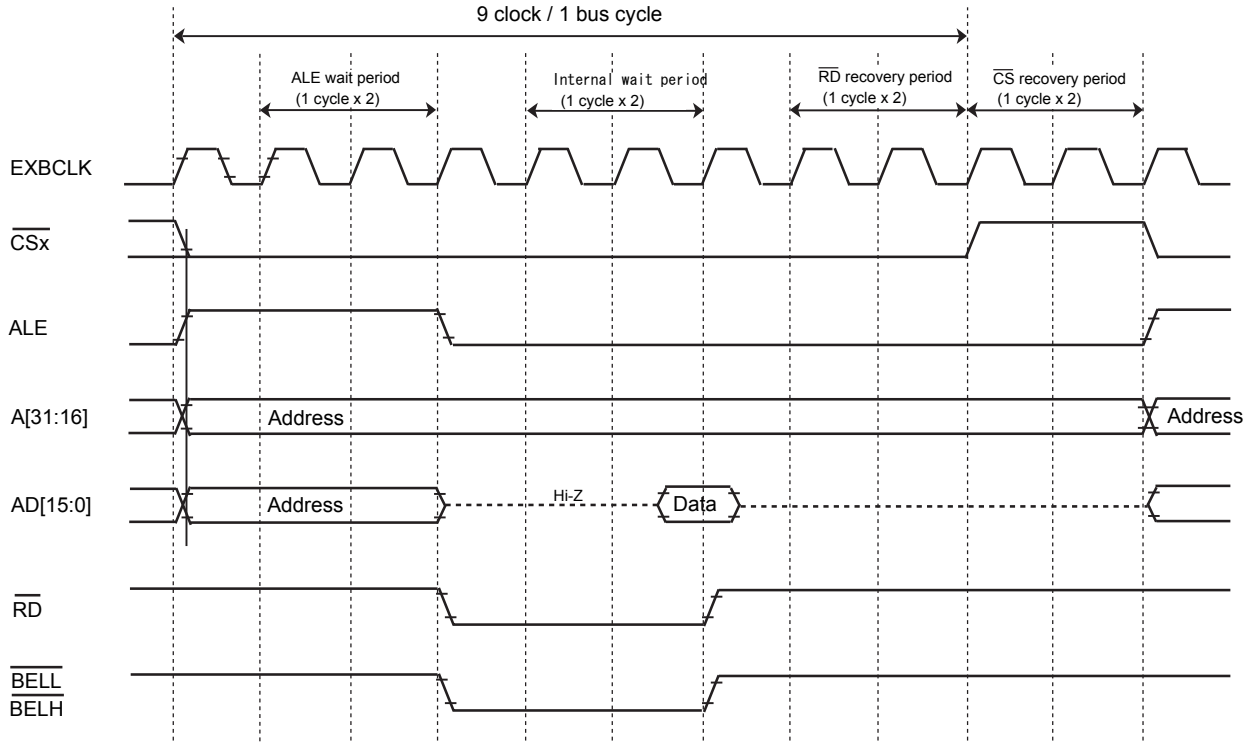 9 clock / 1 bus cycle
ALE wait period
(1 cycle x 2)
Internal wait period
(1 cycle x 2)
RD recovery period
(1 cycle x 2)
CS recovery period
(1 cycle x 2)
EXBCLK
CSx
ALE
A[31:16]
Address
Address
AD[15:0]
Address
Hi-Z
Data
RD
BELL
BELH